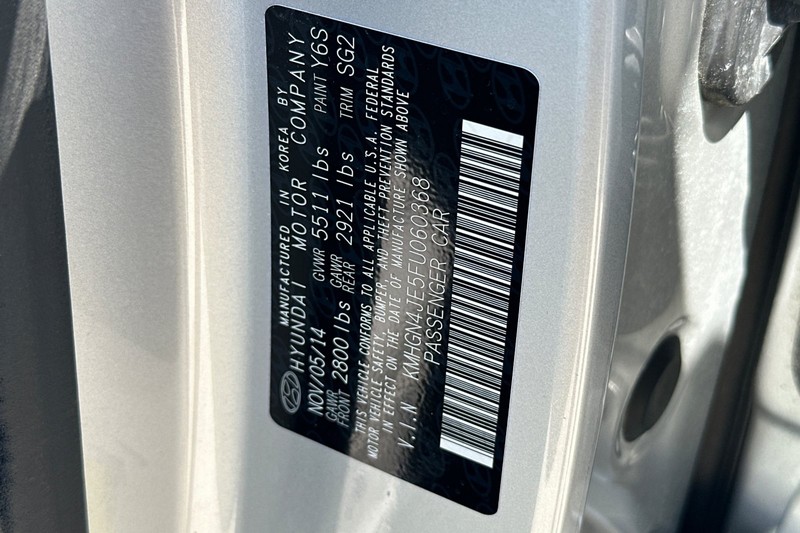 MANUFACTURED IN KOREA BY
HYUNDAI MOTOR COMPANY
NOV/05/14 GVWR 5511 lbs PAINT Y6S
GAWR FRONT 2800 lbs GAWR REAR 2921 lbs TRIM SG2
THIS VEHICLE CONFORMS TO ALL APPLICABLE U.S.A. FEDERAL
MOTOR VEHICLE SAFETY, BUMPER, AND THEFT PREVENTION STANDARDS
IN EFFECT ON THE DATE OF MANUFACTURE SHOWN ABOVE
V.I.N KMHGN4JE5FU060368
PASSENGER CAR